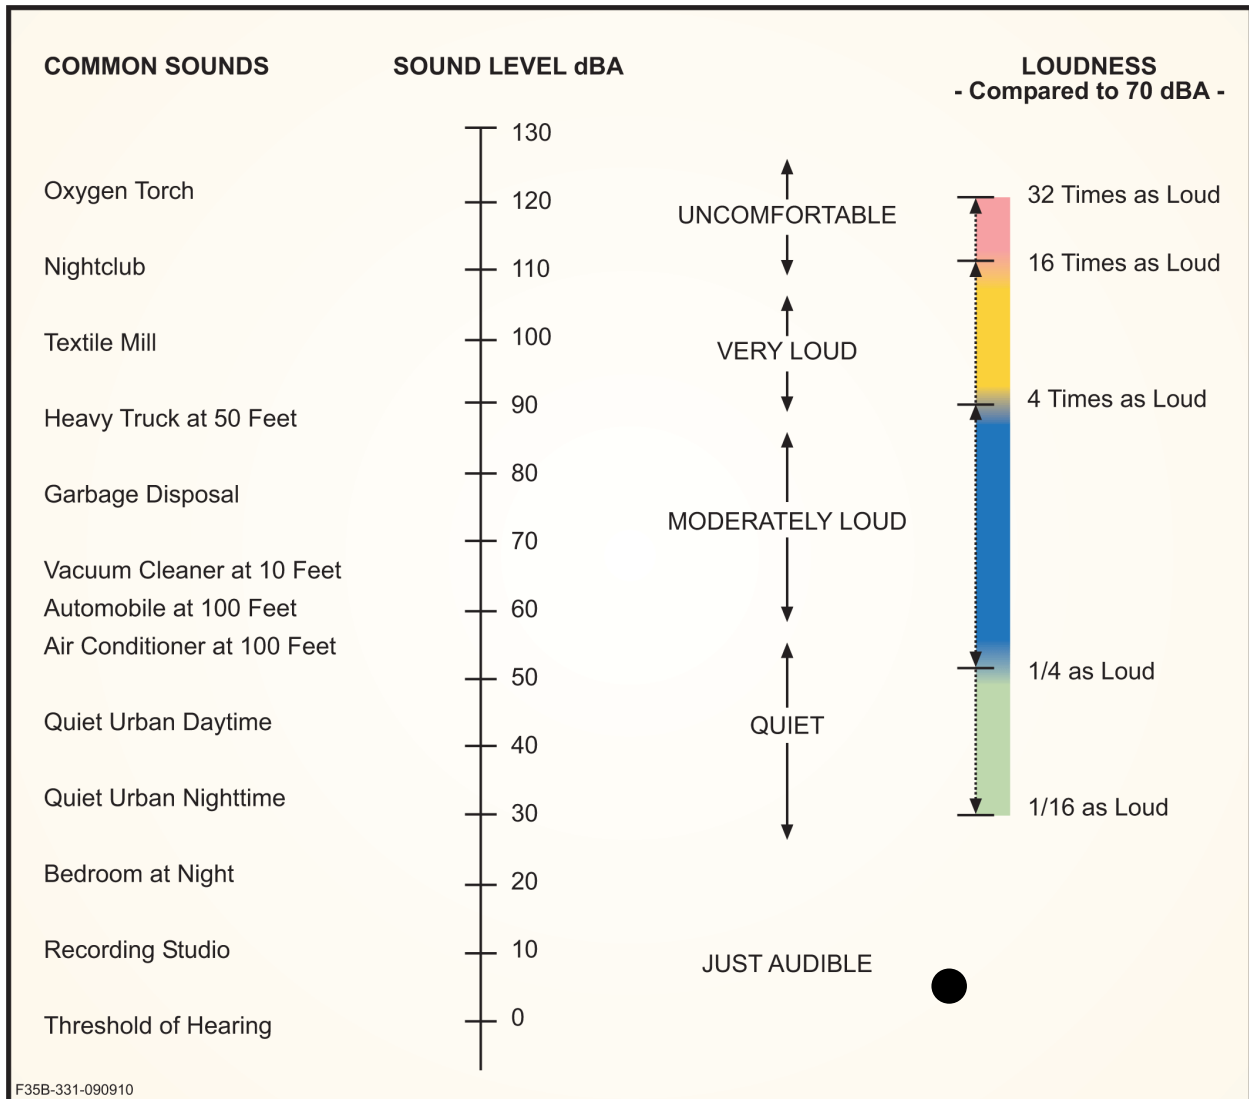 COMMON SOUNDS
SOUND LEVEL dBA
LOUDNESS
- Compared to 70 dBA -
130
Oxygen Torch
120
UNCOMFORTABLE
32 Times as Loud
Nightclub
110
16 Times as Loud
Textile Mill
100
VERY LOUD
Heavy Truck at 50 Feet
90
4 Times as Loud
Garbage Disposal
80
MODERATELY LOUD
70
Vacuum Cleaner at 10 Feet
Automobile at 100 Feet
60
Air Conditioner at 100 Feet
50
1/4 as Loud
Quiet Urban Daytime
QUIET
40
Quiet Urban Nighttime
30
1/16 as Loud
Bedroom at Night
20
Recording Studio
10
JUST AUDIBLE
Threshold of Hearing
0
F35B-331-090910